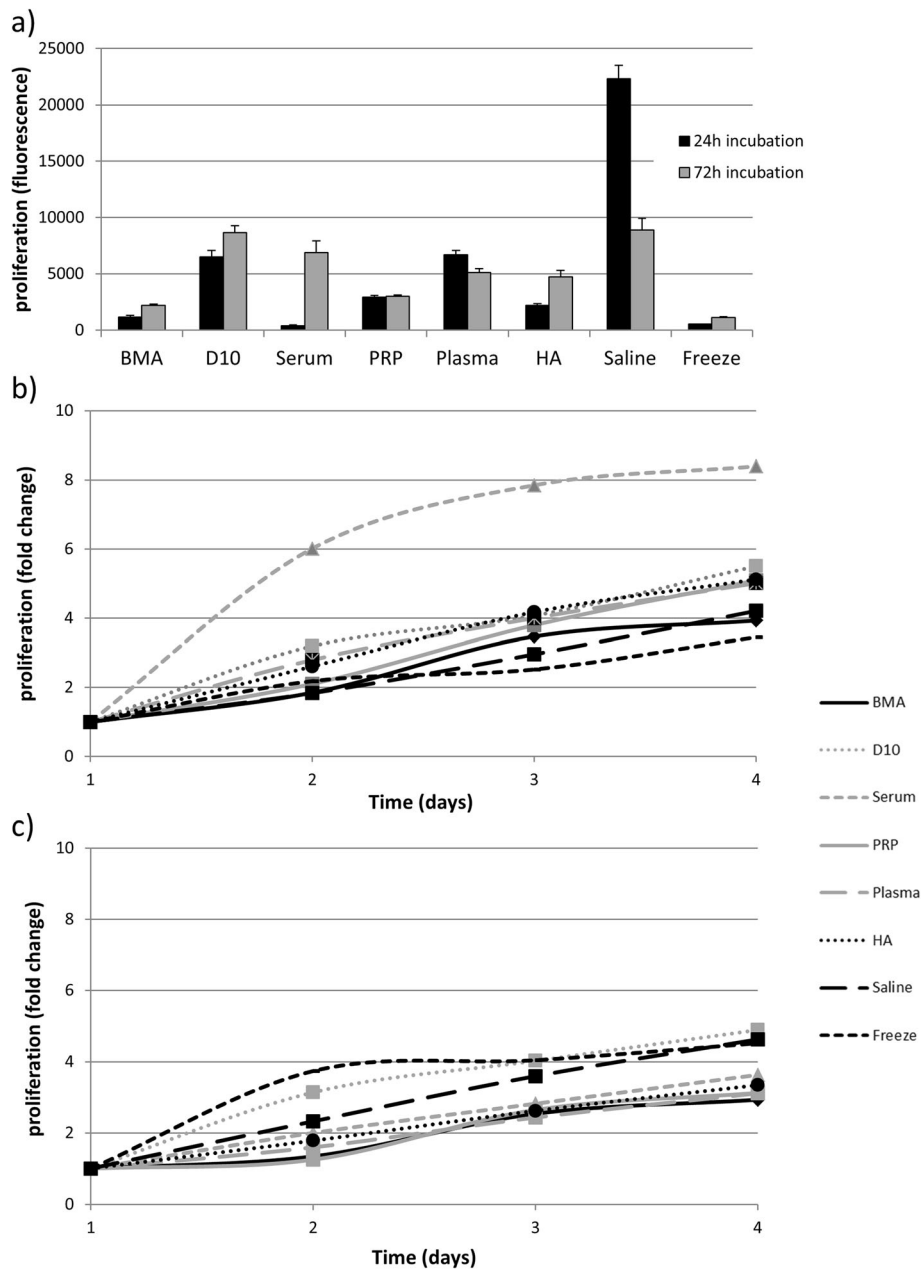 a)
proliferation (fluorescence)
25000
20000
15000
10000
5000
0
24h incubation
72h incubation
BMA D10 Serum PRP Plasma HA Saline Freeze
b)
proliferation (fold change)
10
8
6
4
2
0
1 2 3 4
Time (days)
BMA
D10
Serum
PRP
Plasma
HA
Saline
Freeze
c)
proliferation (fold change)
10
8
6
4
2
0
1 2 3 4
Time (days)